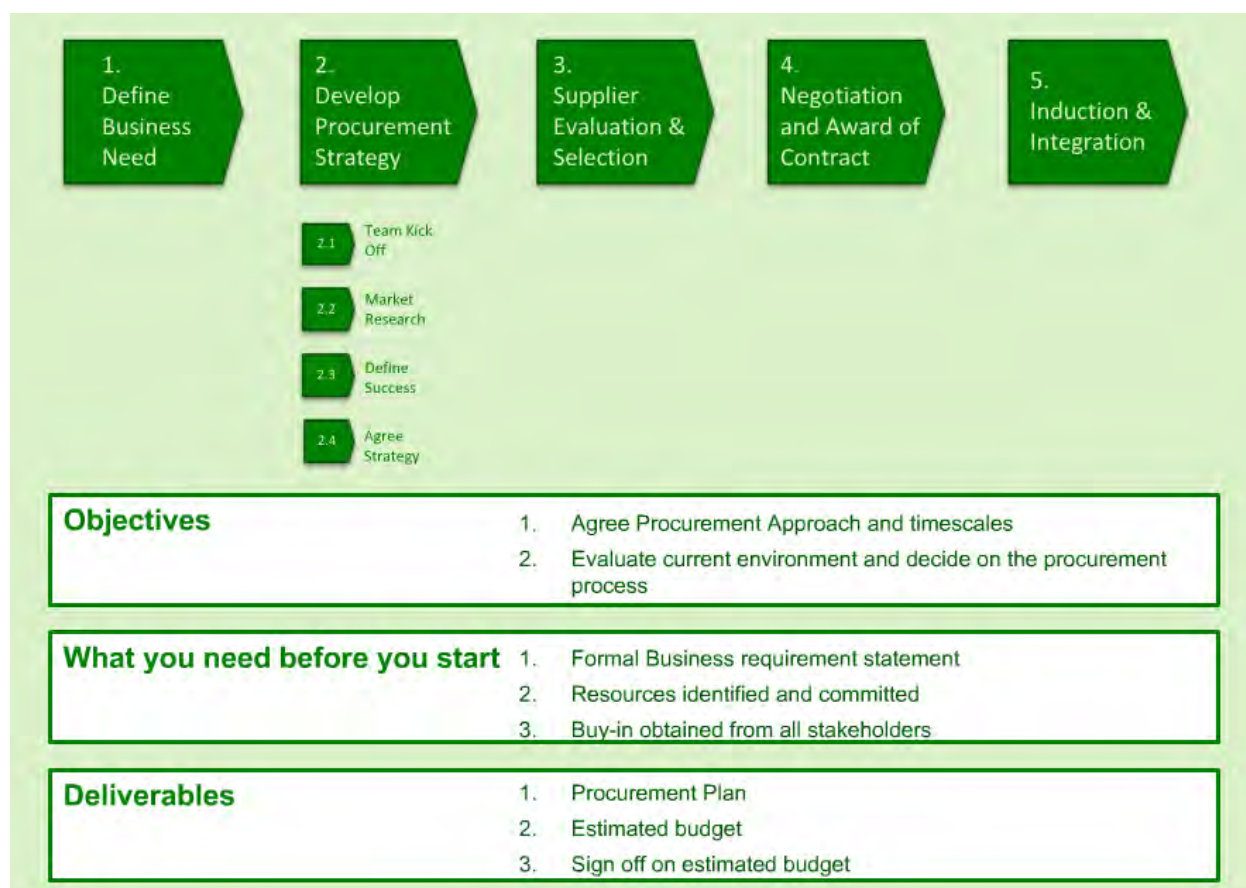 1.
Define
Business
Need
2.
Develop
Procurement
Strategy
3.
Supplier
Evaluation &
Selection
4.
Negotiation
and Award of
Contract
5.
Induction &
Integration
2.1 Team Kick
Off
2.2 Market
Research
2.3 Define
Success
2.4 Agree
Strategy
Objectives
1. Agree Procurement Approach and timescales
2. Evaluate current environment and decide on the procurement
process
What you need before you start
1. Formal Business requirement statement
2. Resources identified and committed
3. Buy-in obtained from all stakeholders
Deliverables
1. Procurement Plan
2. Estimated budget
3. Sign off on estimated budget